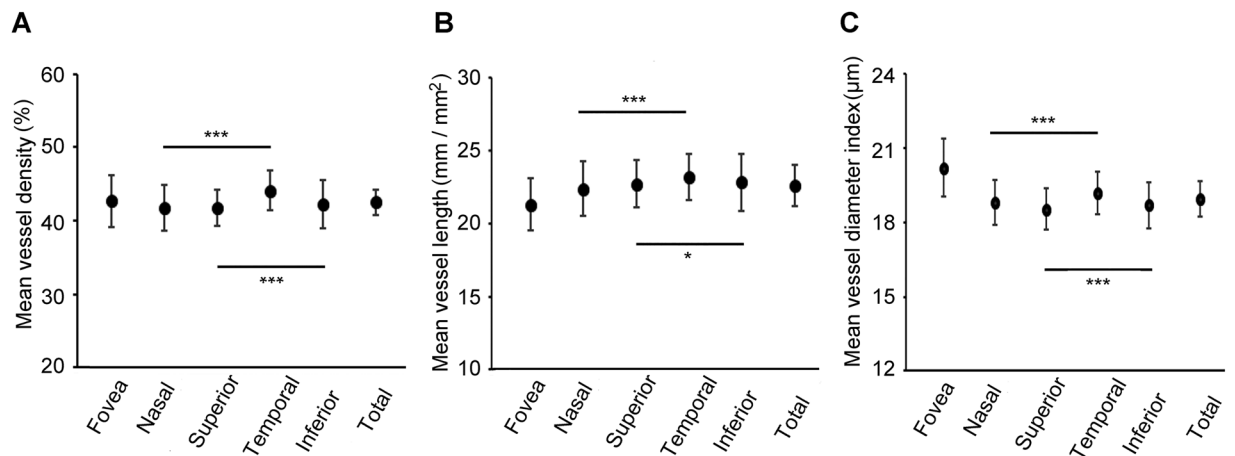 A
Mean vessel density (%)
60
50
40
30
20
***
***
Fovea
Nasal
Superior
Temporal
Inferior
Total
B
Mean vessel length (mm / mm²)
30
25
20
15
10
***
*
Fovea
Nasal
Superior
Temporal
Inferior
Total
C
Mean vessel diameter index(µm)
24
21
18
15
12
***
***
Fovea
Nasal
Superior
Temporal
Inferior
Total